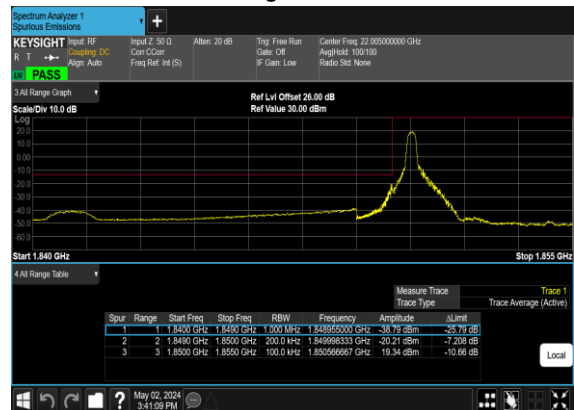 Spectrum Analyzer 1
Spurious Emissions
KEYSIGHT Input: RF Input Z: 50 Ω Atten: 20 dB Trig: Free Run Center Freq: 22.005000000 GHz
R T Coupling: DC Corr CCorr Gate: Off Avg|Hold: 100/100
Align: Auto Freq Ref: Int (S) IF Gain: Low Radio Std: None
PASS
3 All Range Graph
Ref Lvl Offset 26.00 dB
Scale/Div 10.0 dB Ref Value 30.00 dBm
Log
20.0
10.0
0.00
-10.0
-20.0
-30.0
-40.0
-50.0
-60.0
Start 1.840 GHz Stop 1.855 GHz
4 All Range Table
Measure Trace Trace 1
Trace Type Trace Average (Active)
Spur Range Start Freq Stop Freq RBW Frequency Amplitude ΔLimit
1 1 1.8400 GHz 1.8490 GHz 1.000 MHz 1.848955000 GHz -38.79 dBm -25.79 dB
2 2 1.8490 GHz 1.8500 GHz 200.0 kHz 1.849998333 GHz -20.21 dBm -7.208 dB
3 3 1.8500 GHz 1.8550 GHz 100.0 kHz 1.850566667 GHz 19.34 dBm -10.66 dB
Local
? May 02, 2024
3:41:09 PM